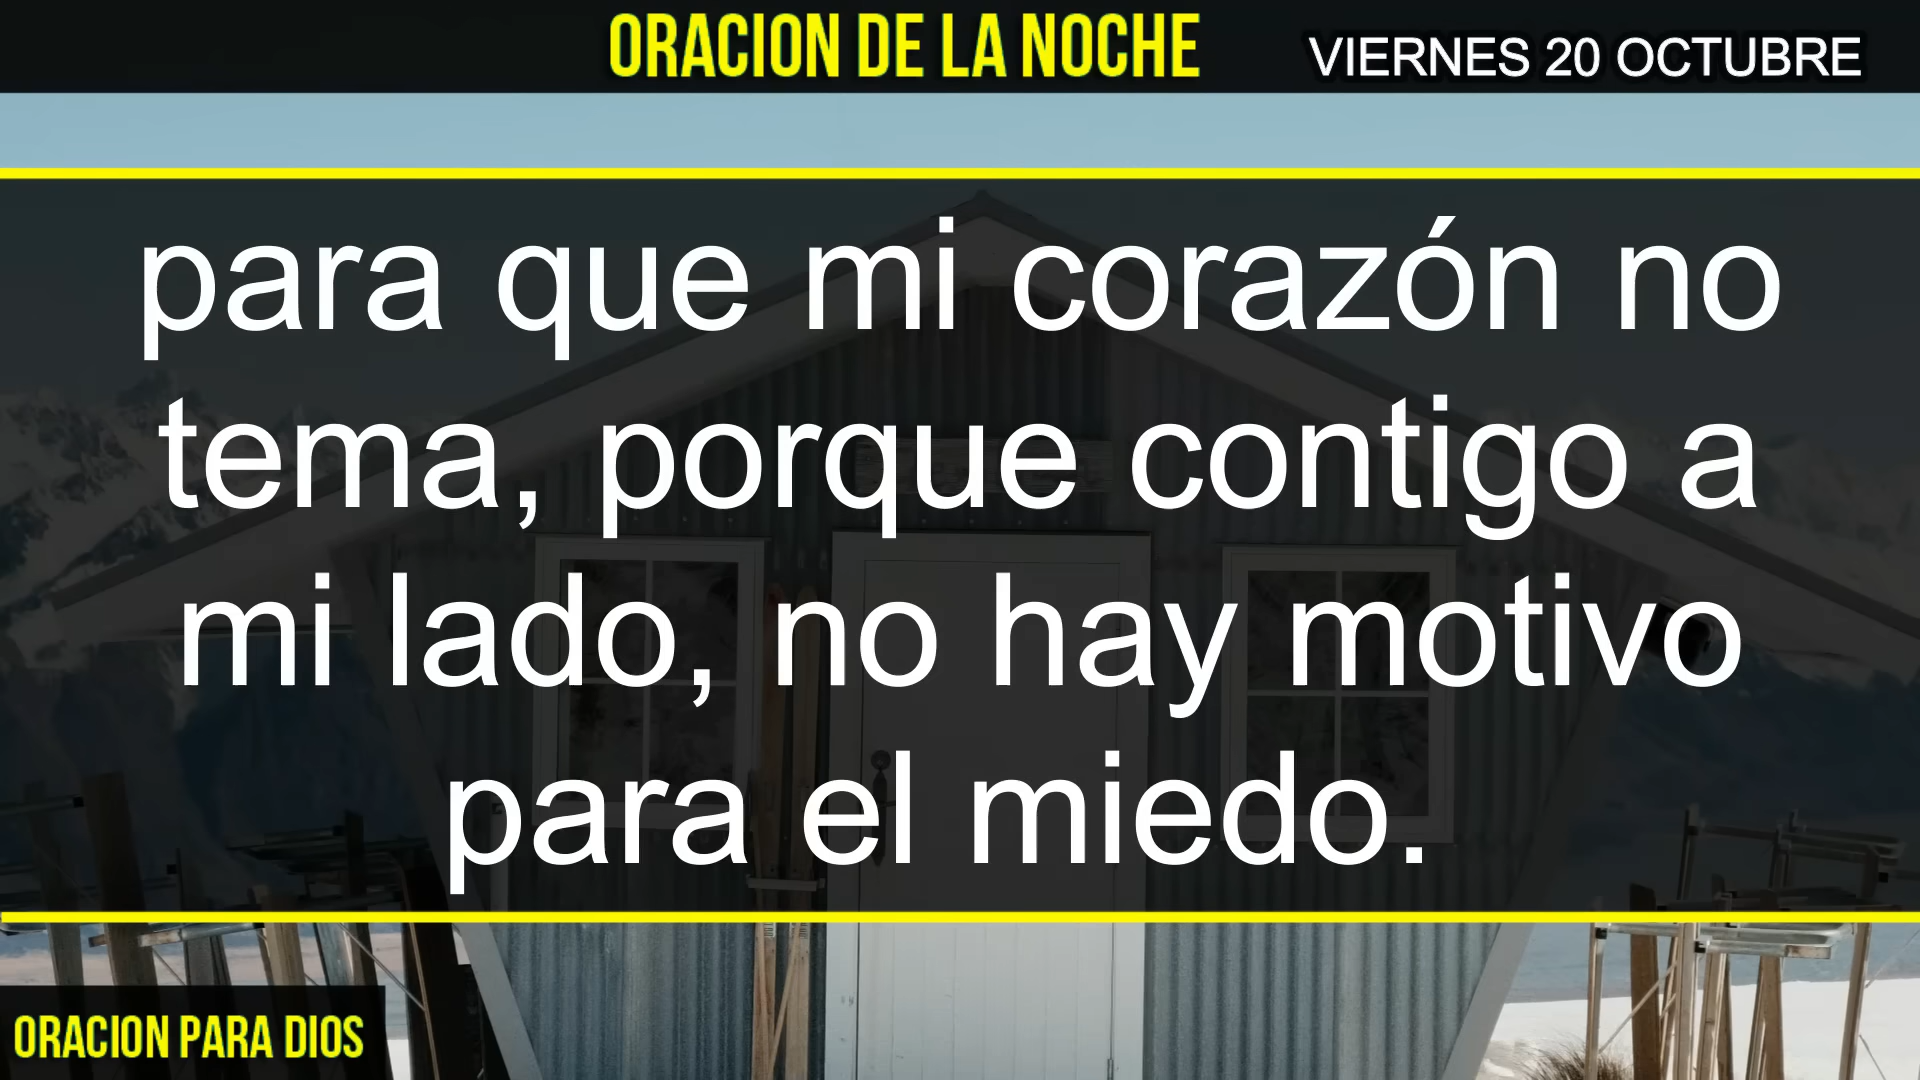 ORACION DE LA NOCHE
VIERNES 20 OCTUBRE
para que mi corazón no
tema, porque contigo a
mi lado, no hay motivo
para el miedo.
ORACION PARA DIOS